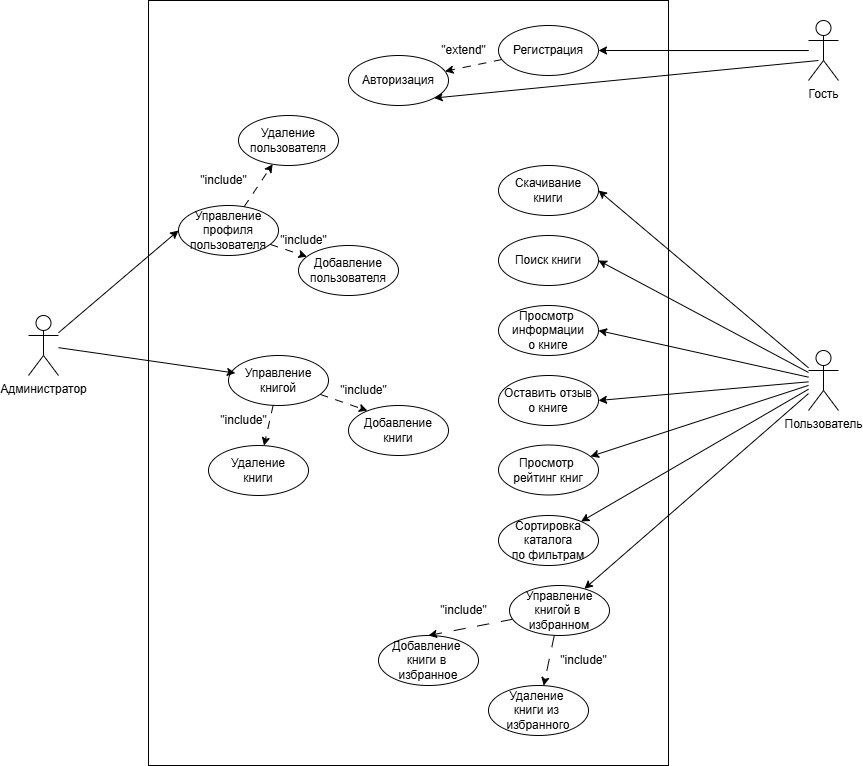 "extend"
Регистрация
Авторизация
Гость
Удаление
пользователя
"include"
Управление
профиля
пользователя
"include"
Добавление
пользователя
Скачивание
книги
Поиск книги
Просмотр
информации
о книге
Администратор
Управление
книгой
"include"
Добавление
книги
"include"
Удаление
книги
Оставить отзыв
о книге
Пользователь
Просмотр
рейтинг книг
Сортировка
каталога
по фильтрам
Управление
книгой в
избранном
"include"
Добавление
книги в
избранное
"include"
Удаление
книги из
избранного